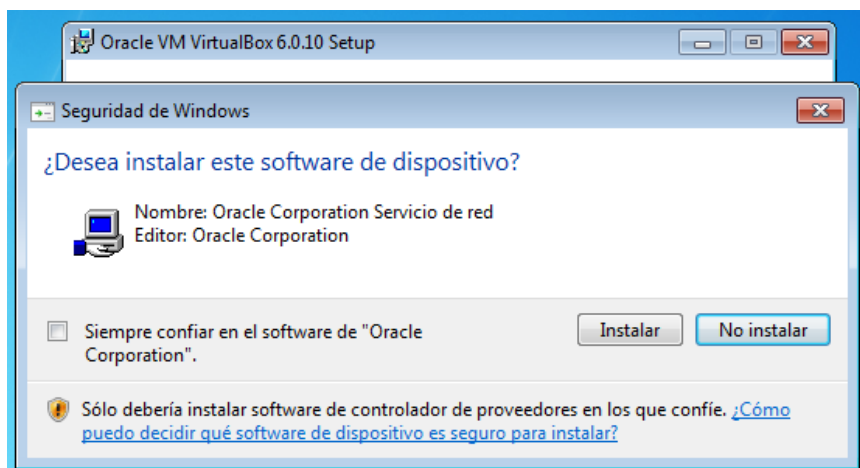 Oracle VM VirtualBox 6.0.10 Setup
Seguridad de Windows
¿Desea instalar este software de dispositivo?
Nombre: Oracle Corporation Servicio de red
Editor: Oracle Corporation
Siempre confiar en el software de "Oracle
Corporation".
Instalar
No instalar
Sólo debería instalar software de controlador de proveedores en los que confíe. ¿Cómo
puedo decidir qué software de dispositivo es seguro para instalar?